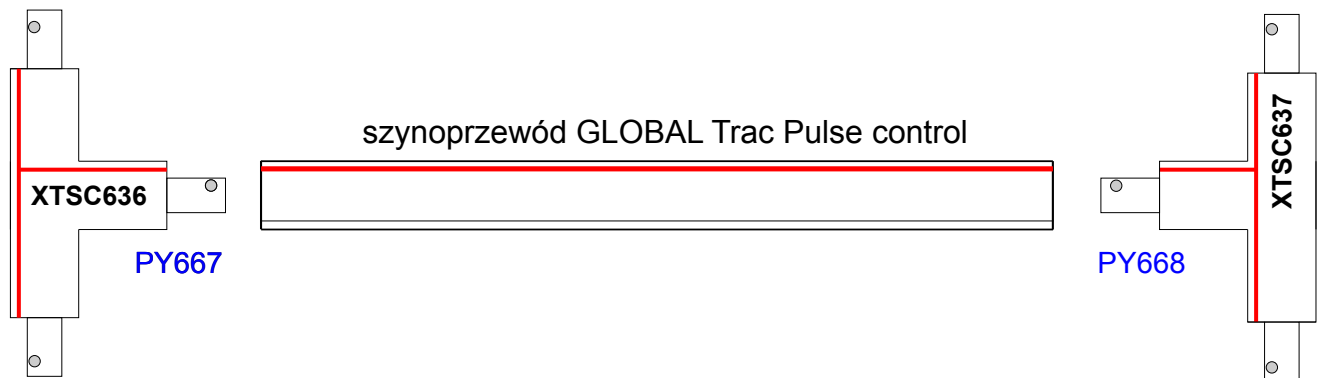 szynoprzewód GLOBAL Trac Pulse control
XTSC636
XTSC637
PY667
PY668